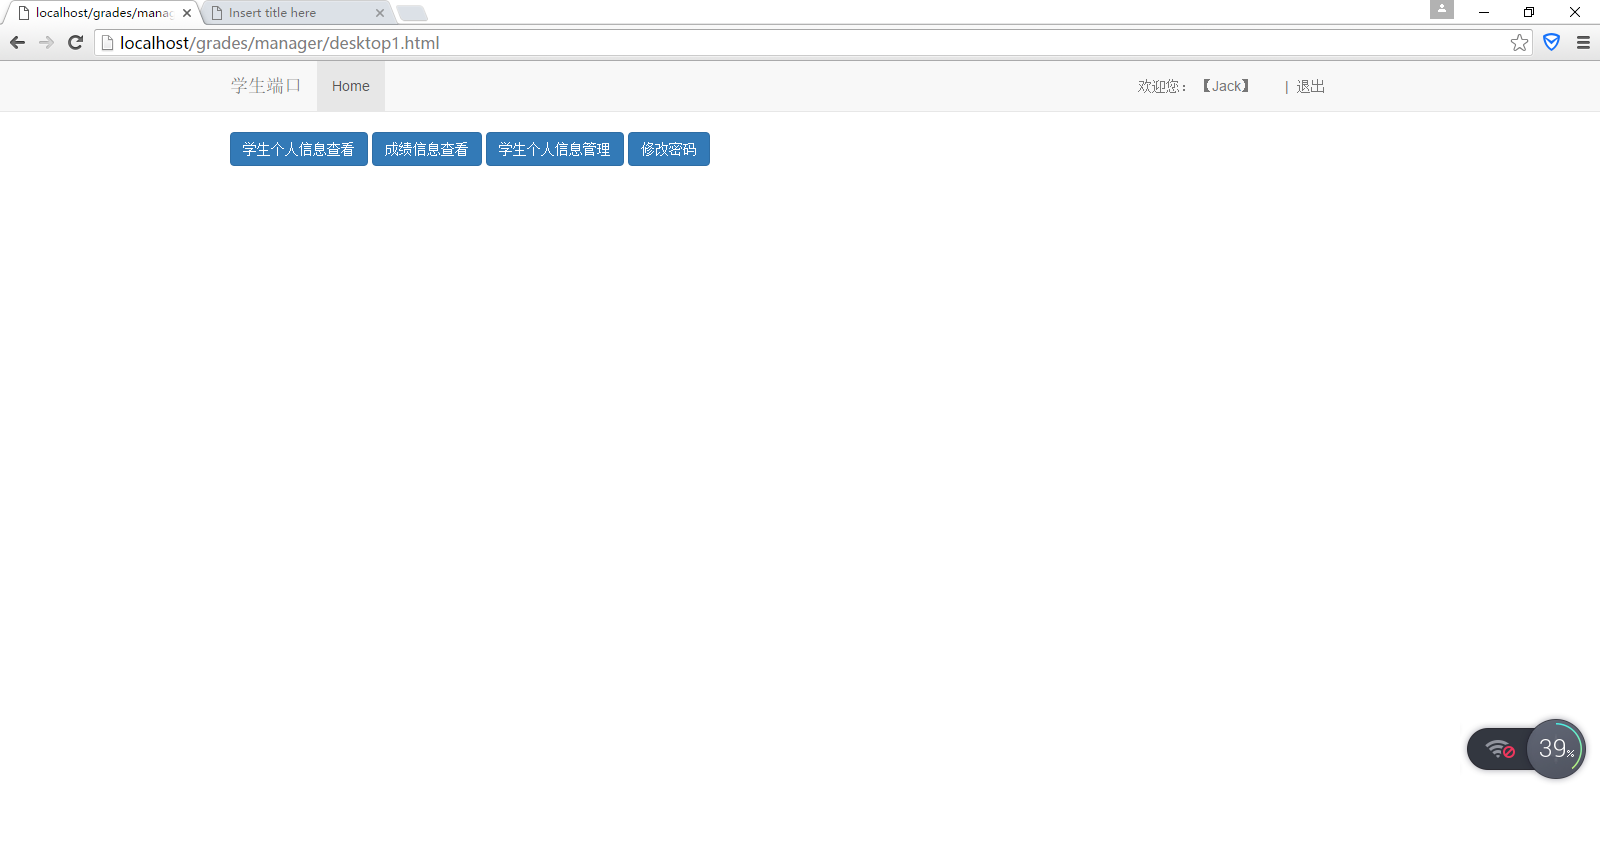 localhost/grades/mana
Insert title here
localhost/grades/manager/desktop1.html
学生端口
Home
欢迎您：【Jack】
| 退出
学生个人信息查看
成绩信息查看
学生个人信息管理
修改密码
39%